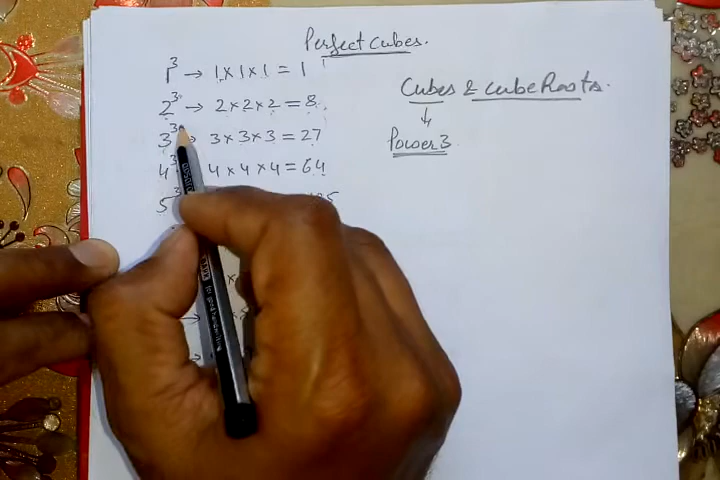 Perfect Cubes.
1³ → 1 × 1 × 1 = 1
2³ → 2 × 2 × 2 = 8
3³ → 3 × 3 × 3 = 27
4³ 4 × 4 × 4 = 64
5³
Cubes & cube Roots.
↓
Power 3